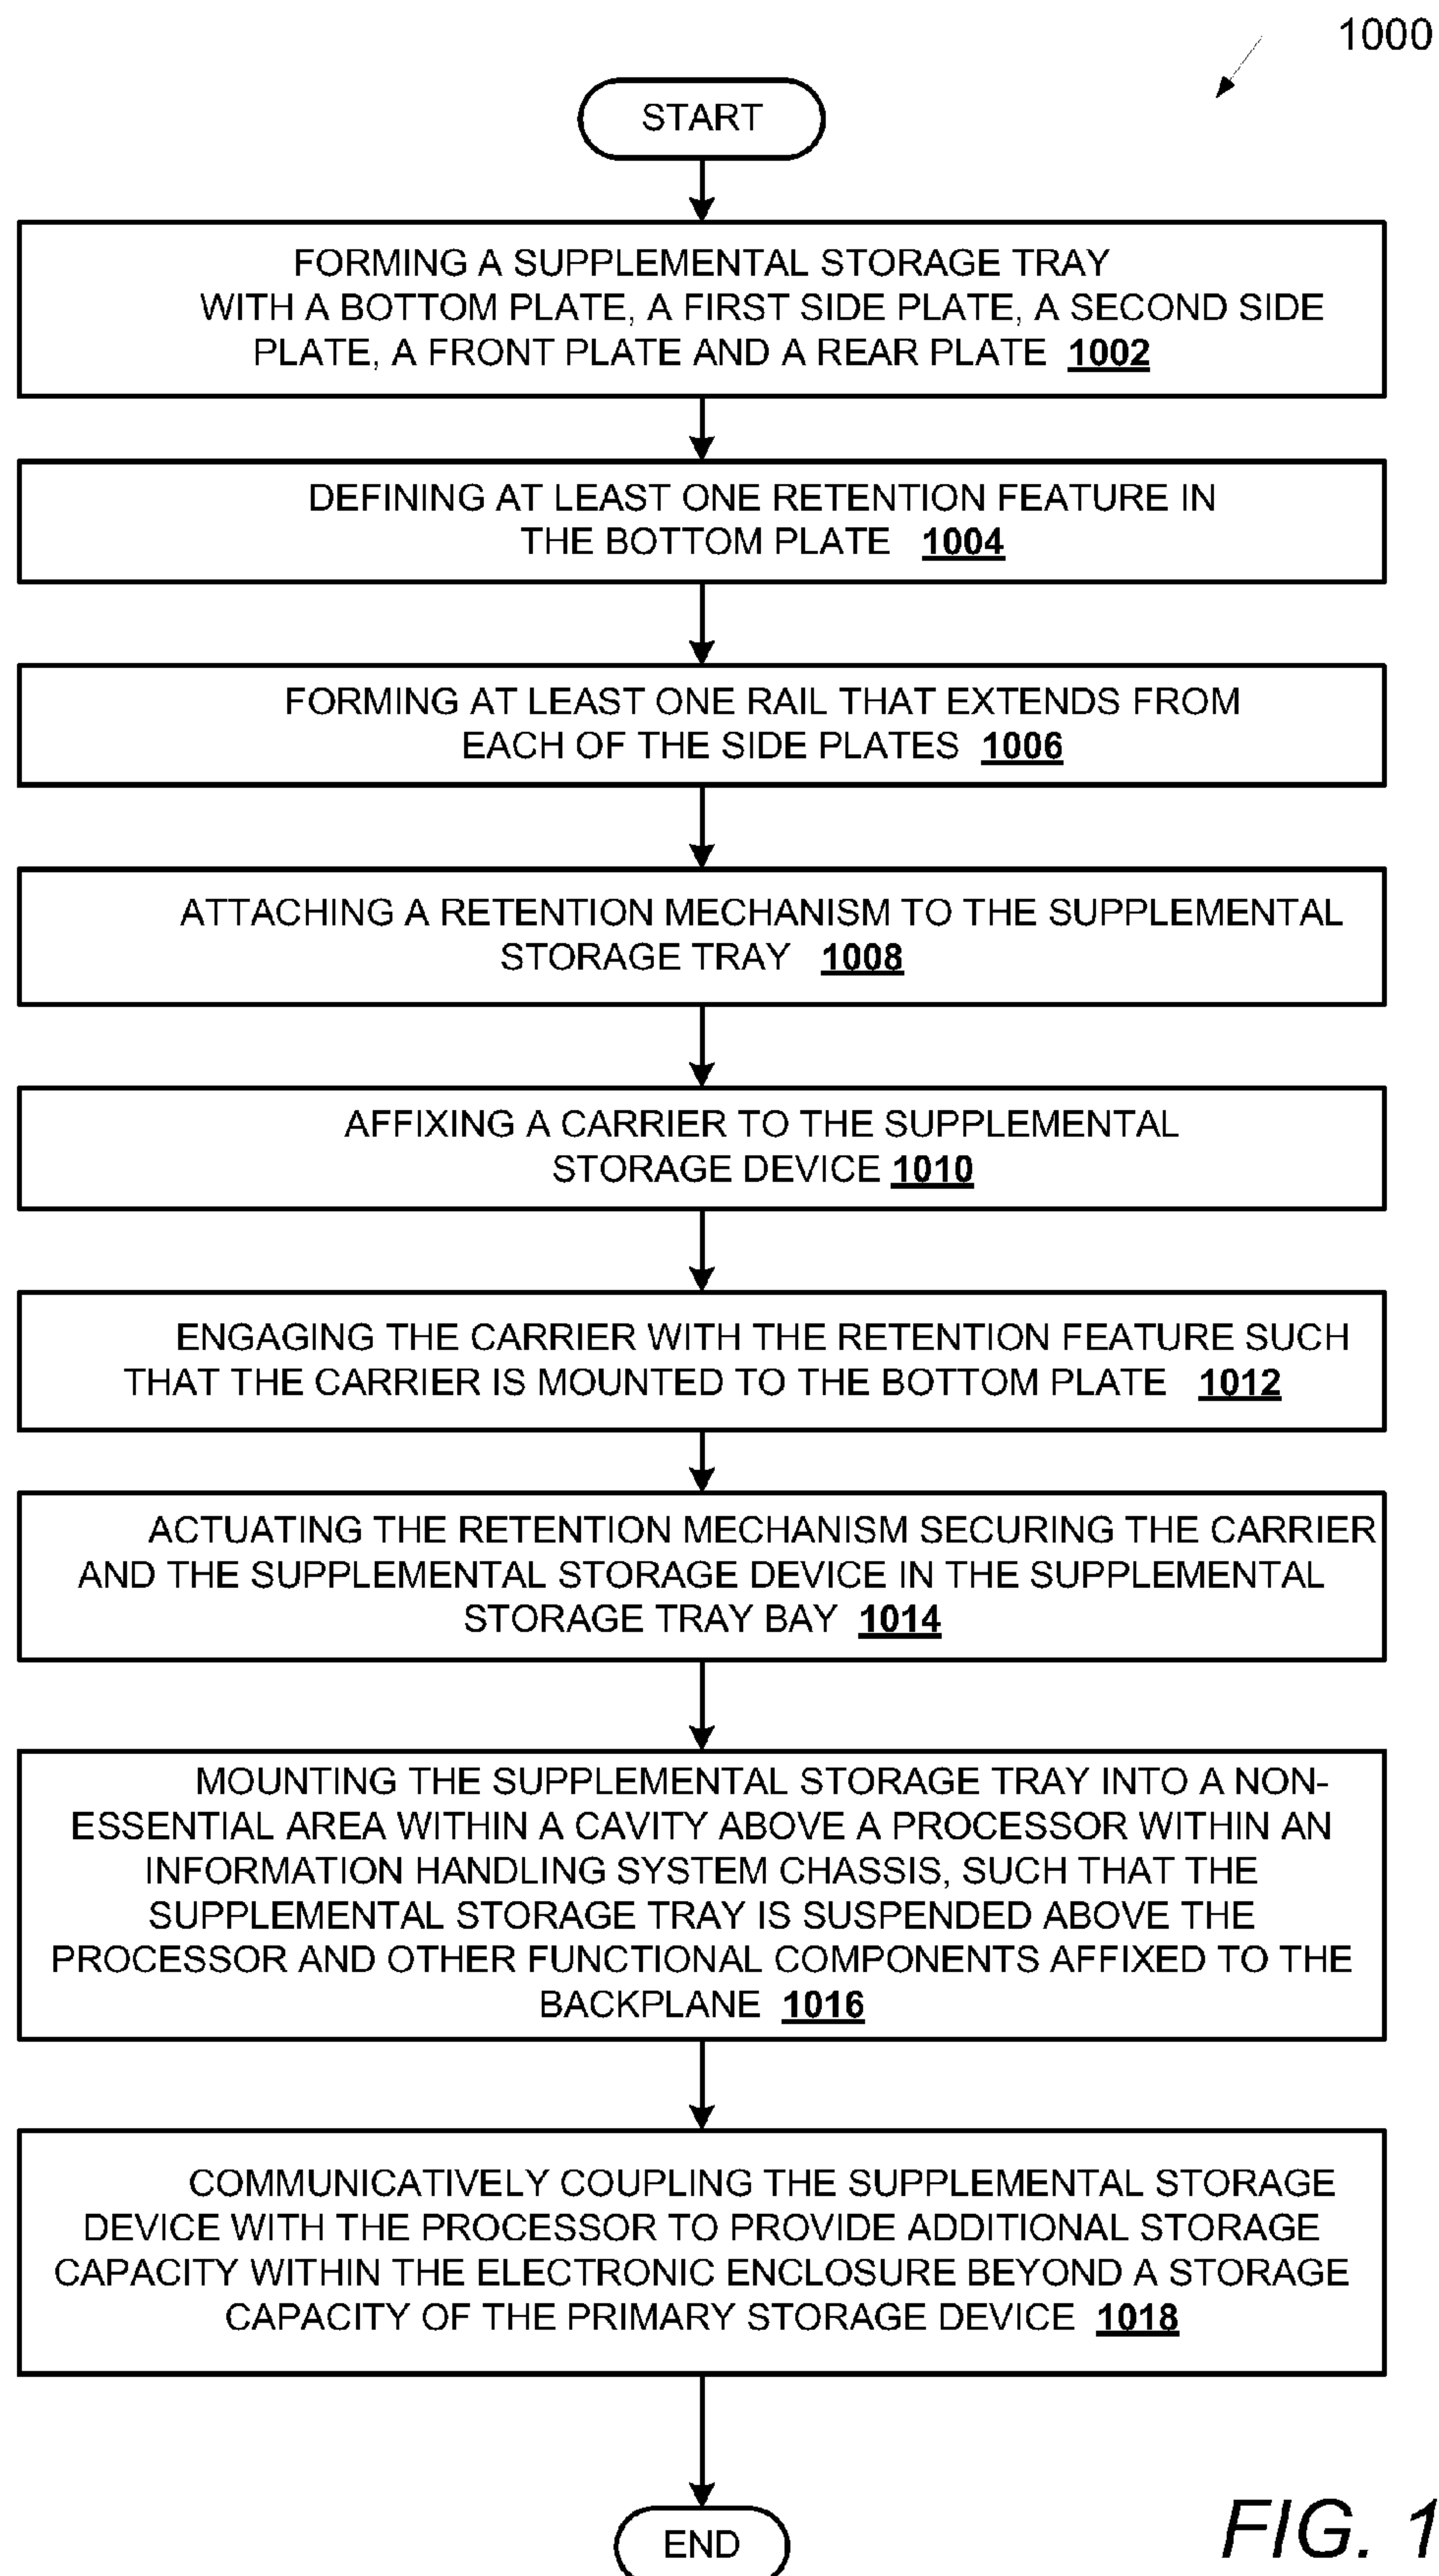 1000
START
FORMING A SUPPLEMENTAL STORAGE TRAY
WITH A BOTTOM PLATE, A FIRST SIDE PLATE, A SECOND SIDE
PLATE, A FRONT PLATE AND A REAR PLATE 1002
DEFINING AT LEAST ONE RETENTION FEATURE IN
THE BOTTOM PLATE 1004
FORMING AT LEAST ONE RAIL THAT EXTENDS FROM
EACH OF THE SIDE PLATES 1006
ATTACHING A RETENTION MECHANISM TO THE SUPPLEMENTAL
STORAGE TRAY 1008
AFFIXING A CARRIER TO THE SUPPLEMENTAL
STORAGE DEVICE 1010
ENGAGING THE CARRIER WITH THE RETENTION FEATURE SUCH
THAT THE CARRIER IS MOUNTED TO THE BOTTOM PLATE 1012
ACTUATING THE RETENTION MECHANISM SECURING THE CARRIER
AND THE SUPPLEMENTAL STORAGE DEVICE IN THE SUPPLEMENTAL
STORAGE TRAY BAY 1014
MOUNTING THE SUPPLEMENTAL STORAGE TRAY INTO A NON-
ESSENTIAL AREA WITHIN A CAVITY ABOVE A PROCESSOR WITHIN AN
INFORMATION HANDLING SYSTEM CHASSIS, SUCH THAT THE
SUPPLEMENTAL STORAGE TRAY IS SUSPENDED ABOVE THE
PROCESSOR AND OTHER FUNCTIONAL COMPONENTS AFFIXED TO THE
BACKPLANE 1016
COMMUNICATIVELY COUPLING THE SUPPLEMENTAL STORAGE
DEVICE WITH THE PROCESSOR TO PROVIDE ADDITIONAL STORAGE
CAPACITY WITHIN THE ELECTRONIC ENCLOSURE BEYOND A STORAGE
CAPACITY OF THE PRIMARY STORAGE DEVICE 1018
END
FIG. 1